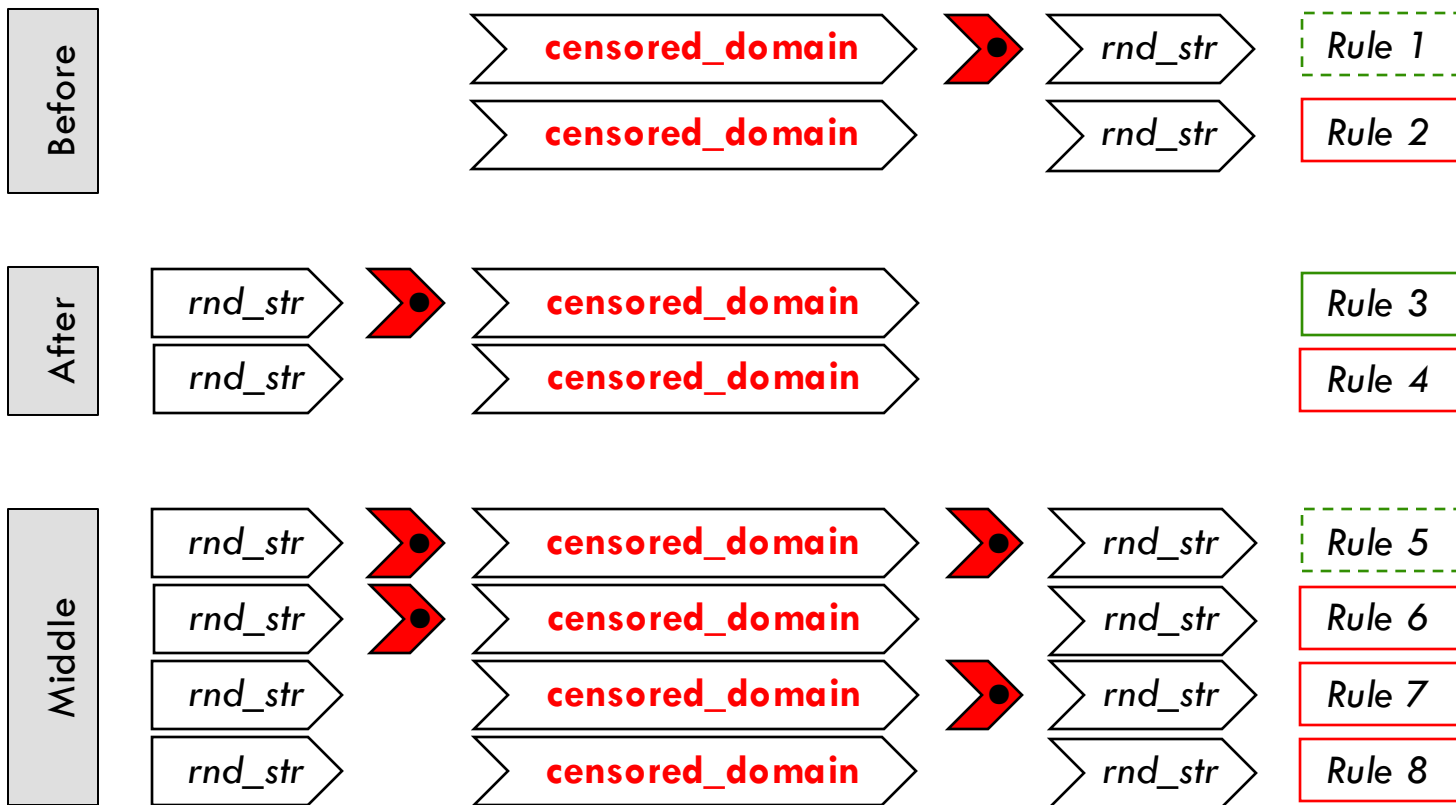 Before
censored_domain rnd_str Rule 1
censored_domain rnd_str Rule 2
After
rnd_str censored_domain Rule 3
rnd_str censored_domain Rule 4
Middle
rnd_str censored_domain rnd_str Rule 5
rnd_str censored_domain rnd_str Rule 6
rnd_str censored_domain rnd_str Rule 7
rnd_str censored_domain rnd_str Rule 8